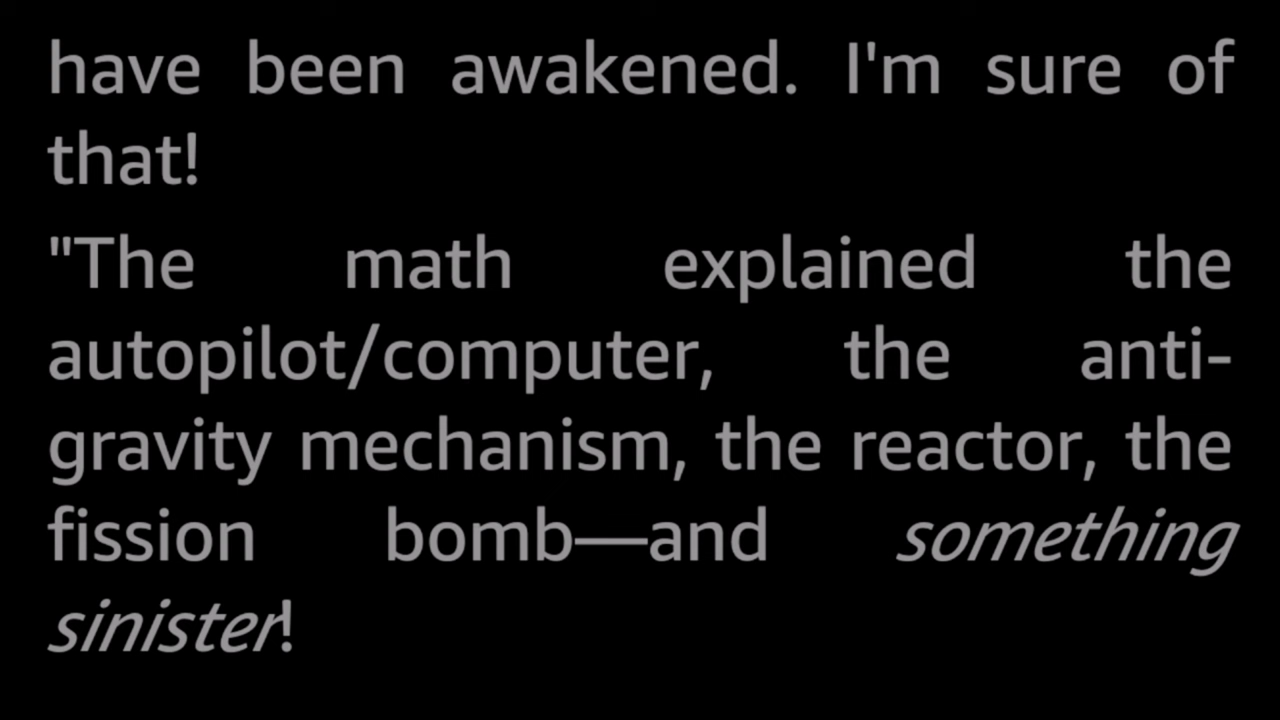 have been awakened. I'm sure of
that!
"The math explained the
autopilot/computer, the anti-
gravity mechanism, the reactor, the
fission bomb—and something
sinister!